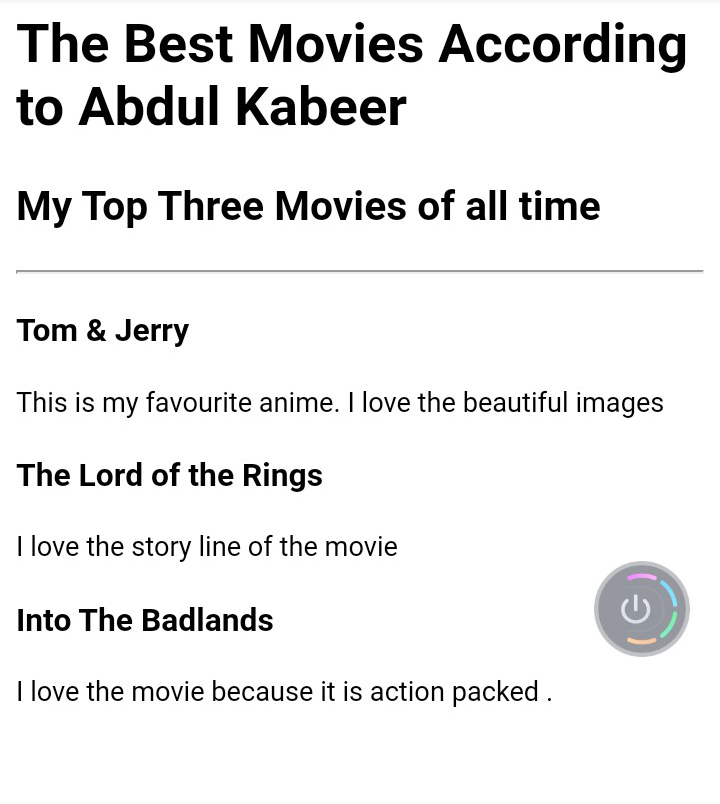 The Best Movies According
to Abdul Kabeer
My Top Three Movies of all time
Tom & Jerry
This is my favourite anime. I love the beautiful images
The Lord of the Rings
I love the story line of the movie
Into The Badlands
I love the movie because it is action packed .